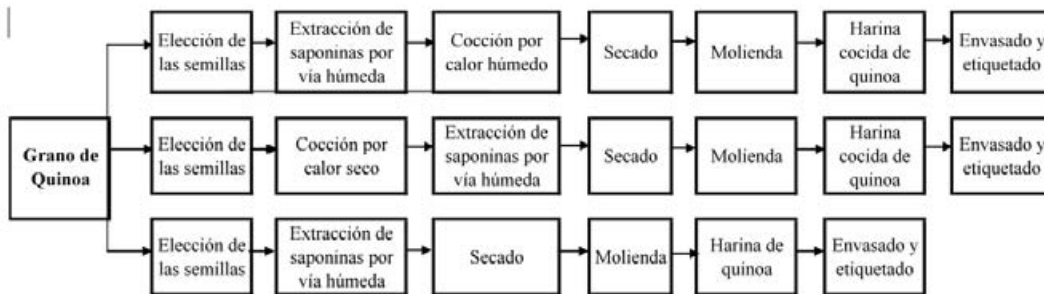 Elección de
las semillas
Extracción de
saponinas por
vía húmeda
Cocción por
calor húmedo
Secado
Molienda
Harina
cocida de
quinoa
Envasado y
etiquetado
Grano de
Quinoa
Elección de
las semillas
Cocción por
calor seco
Extracción de
saponinas por
vía húmeda
Secado
Molienda
Harina
cocida de
quinoa
Envasado y
etiquetado
Elección de
las semillas
Extracción de
saponinas por
vía húmeda
Secado
Molienda
Harina de
quinoa
Envasado y
etiquetado